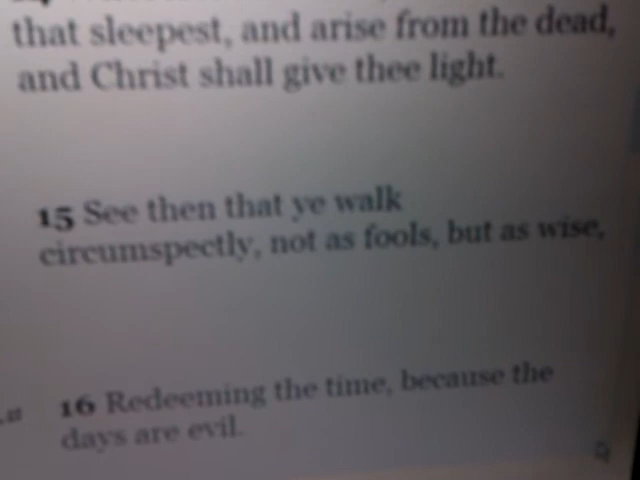 that sleepest, and arise from the dead,
and Christ shall give thee light.
15 See then that ye walk
circumspectly, not as fools, but as wise,
16 Redeeming the time, because the
days are evil.